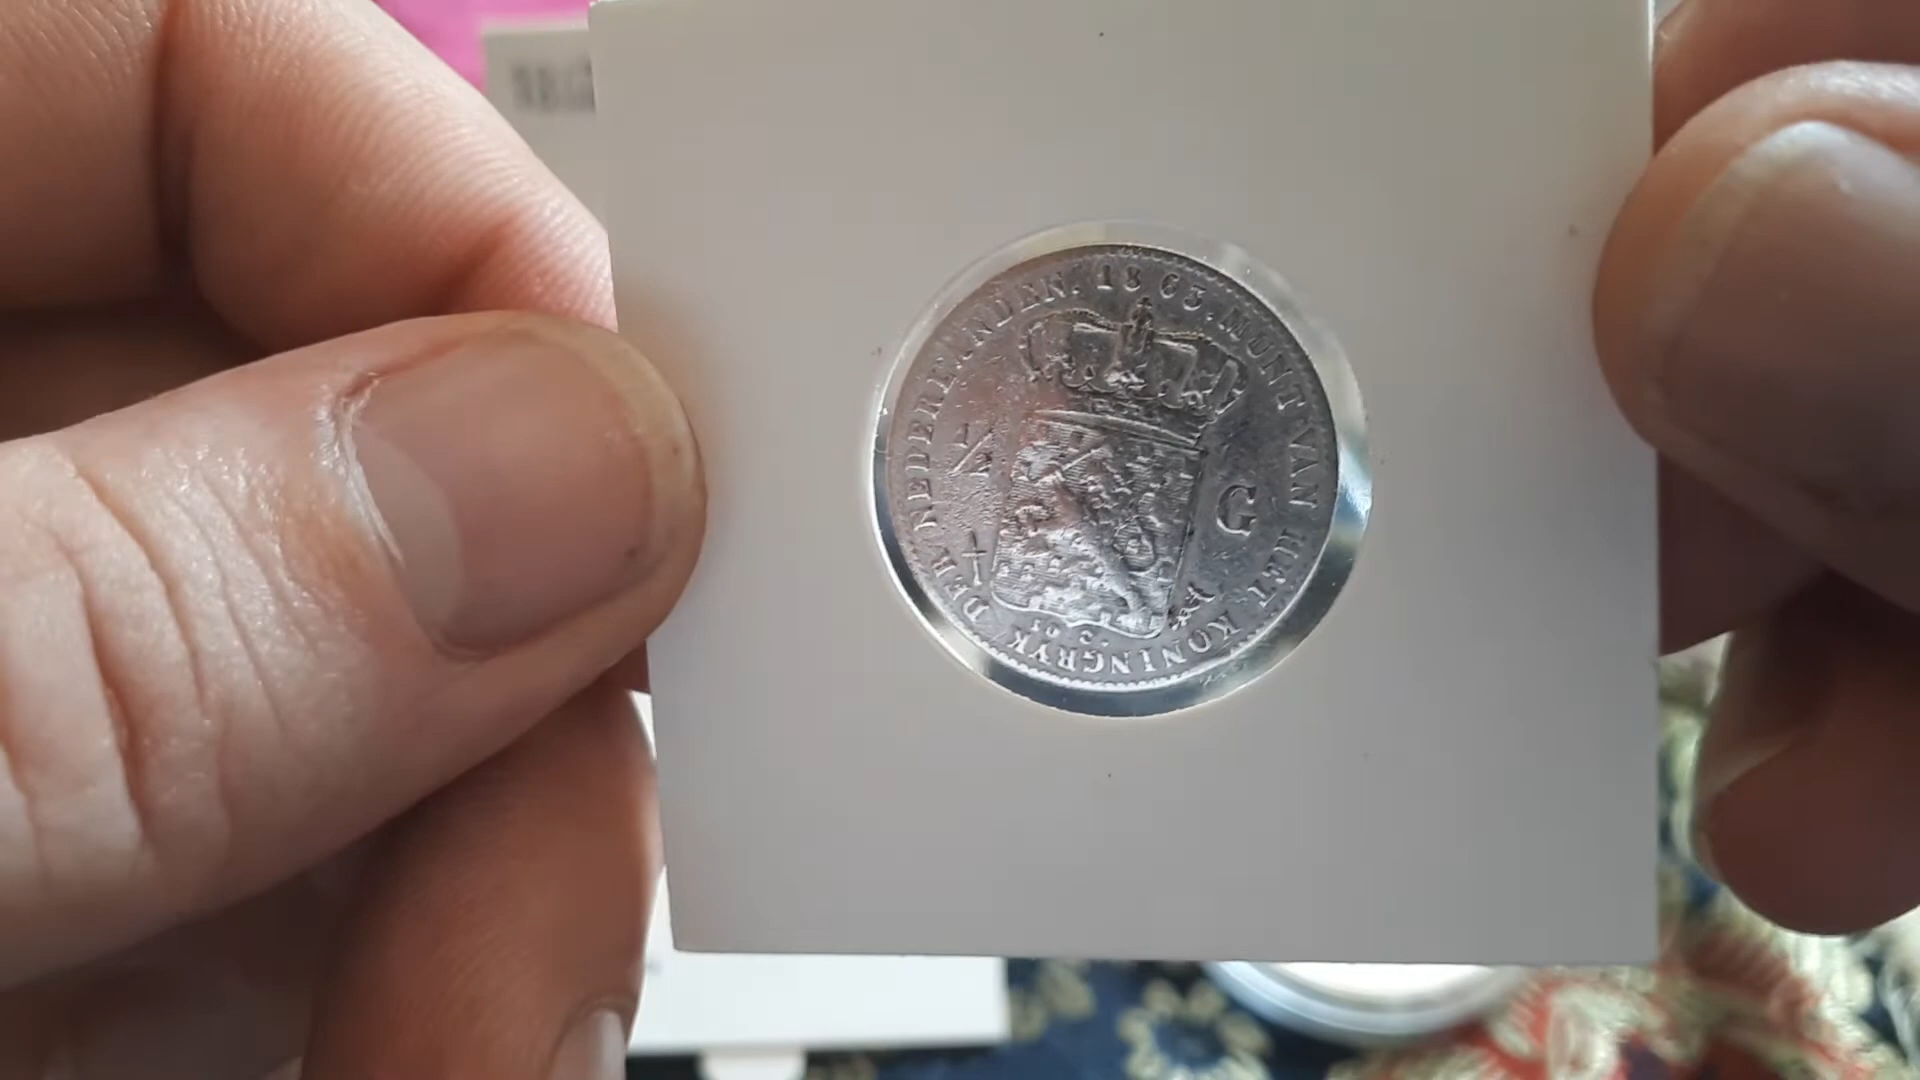 MUNT VAN HET KONINGRYK DER NEDERLANDEN. 1863.
1/2 G